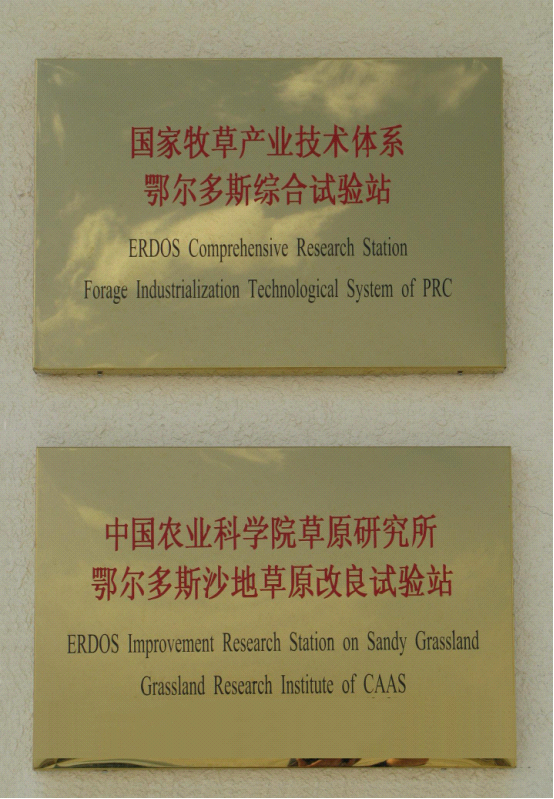 国家牧草产业技术体系
鄂尔多斯综合试验站
ERDOS Comprehensive Research Station
Forage Industrialization Technological System of PRC
中国农业科学院草原研究所
鄂尔多斯沙地草原改良试验站
ERDOS Improvement Research Station on Sandy Grassland
Grassland Research Institute of CAAS